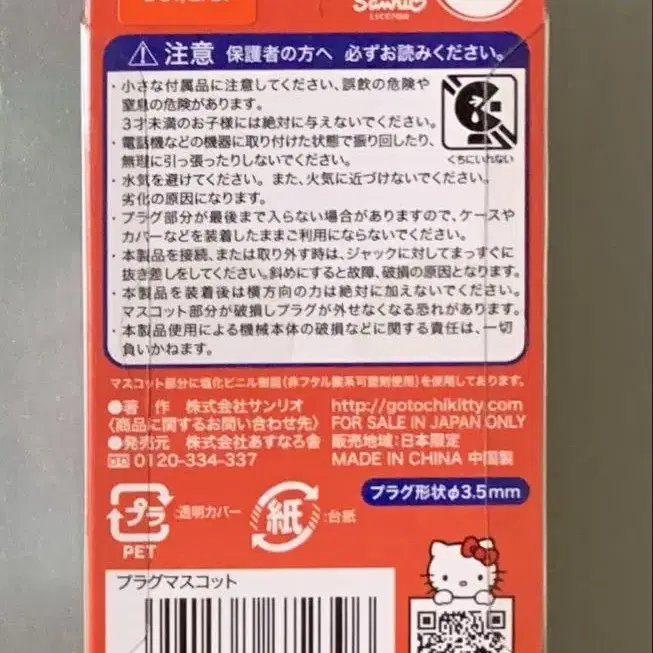 Sanrio
LICENSE
注意 保護者の方へ 必ずお読みください。
・小さな付属品に注意してください、誤飲の危険や
窒息の危険があります。
3才未満のお子様には絶対に与えないでください。
・電話機などの機器に取り付けた状態で振り回したり、
無理に引っ張ったりしないでください。
くちにいれない
・水気を避けてください。また、火気に近づけないでください。
劣化の原因になります。
・プラグ部分が最後まで入らない場合がありますので、ケースや
カバーなどを装着したままご利用にならないでください。
・本製品を接続、または取り外す時は、ジャックに対してまっすぐに
抜き差しをしてください。斜めにすると故障、破損の原因となります。
・本製品を装着後は横方向の力は絶対に加えないでください。
マスコット部分が破損しプラグが外せなくなる恐れがあります。
・本製品使用による機械本体の破損などに関する責任は、一切
負いかねます。
マスコット部分に塩化ビニル樹脂(非フタル酸系可塑剤使用)を使用しております。
●著 作 株式会社サンリオ http://gotochikitty.com
〈商品に関するお問い合わせ先〉 FOR SALE IN JAPAN ONLY
●発売元 株式会社あすなろ舎 販売地域:日本限定
0120-334-337 MADE IN CHINA 中国製
プラグ形状φ3.5mm
プラ :透明カバー 紙 :台紙
PET
プラグマスコット